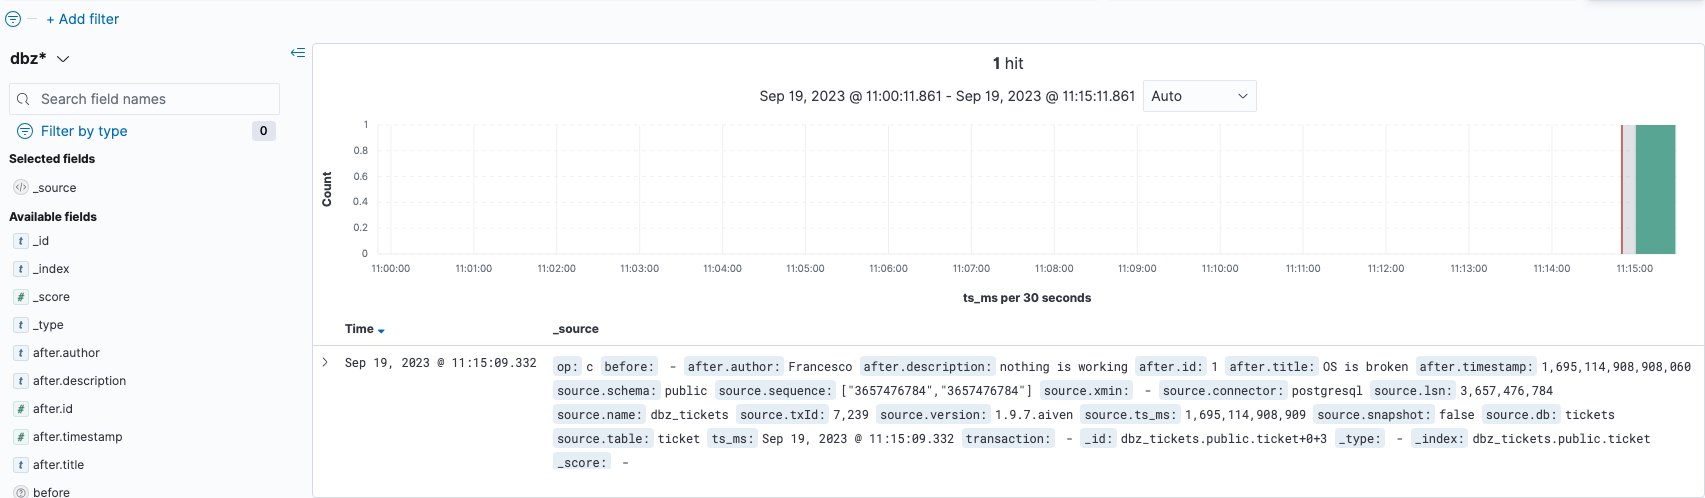 + Add filter
dbz*
Search field names
Filter by type 0
Selected fields
_source
Available fields
t _id
t _index
# _score
t _type
t after.author
t after.description
# after.id
# after.timestamp
t after.title
before
1 hit
Sep 19, 2023 @ 11:00:11.861 - Sep 19, 2023 @ 11:15:11.861 Auto
Count
1
0.8
0.6
0.4
0.2
0
11:00:00 11:01:00 11:02:00 11:03:00 11:04:00 11:05:00 11:06:00 11:07:00 11:08:00 11:09:00 11:10:00 11:11:00 11:12:00 11:13:00 11:14:00 11:15:00
ts_ms per 30 seconds
Time _source
Sep 19, 2023 @ 11:15:09.332
op: c before: - after.author: Francesco after.description: nothing is working after.id: 1 after.title: OS is broken after.timestamp: 1,695,114,908,908,060
source.schema: public source.sequence: ["3657476784","3657476784"] source.xmin: - source.connector: postgresql source.lsn: 3,657,476,784
source.name: dbz_tickets source.txId: 7,239 source.version: 1.9.7.aiven source.ts_ms: 1,695,114,908,909 source.snapshot: false source.db: tickets
source.table: ticket ts_ms: Sep 19, 2023 @ 11:15:09.332 transaction: - _id: dbz_tickets.public.ticket+0+3 _type: - _index: dbz_tickets.public.ticket
_score: -